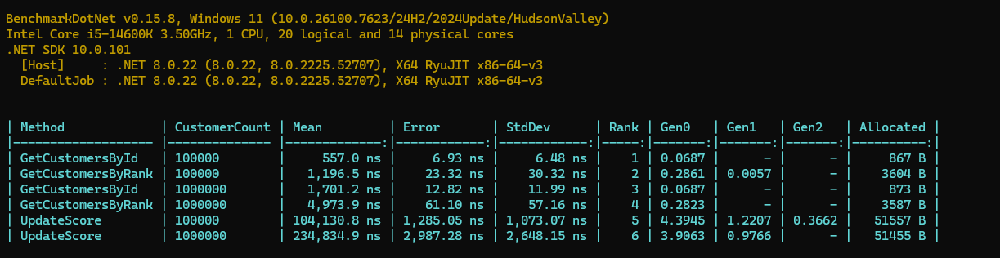 BenchmarkDotNet v0.15.8, Windows 11 (10.0.26100.7623/24H2/2024Update/HudsonValley)
Intel Core i5-14600K 3.50GHz, 1 CPU, 20 logical and 14 physical cores
.NET SDK 10.0.101
  [Host]     : .NET 8.0.22 (8.0.22, 8.0.2225.52707), X64 RyuJIT x86-64-v3
  DefaultJob : .NET 8.0.22 (8.0.22, 8.0.2225.52707), X64 RyuJIT x86-64-v3
| Method             | CustomerCount | Mean         | Error       | StdDev      | Rank | Gen0   | Gen1   | Gen2   | Allocated |
|------------------- |-------------- |-------------:|------------:|------------:|-----:|-------:|-------:|-------:|----------:|
| GetCustomersById   | 100000        |     557.0 ns |     6.93 ns |     6.48 ns |    1 | 0.0687 |      - |      - |     867 B |
| GetCustomersByRank | 100000        |   1,196.5 ns |    23.32 ns |    30.32 ns |    2 | 0.2861 | 0.0057 |      - |    3604 B |
| GetCustomersById   | 1000000       |   1,701.2 ns |    12.82 ns |    11.99 ns |    3 | 0.0687 |      - |      - |     873 B |
| GetCustomersByRank | 1000000       |   4,973.9 ns |    61.10 ns |    57.16 ns |    4 | 0.2823 |      - |      - |    3587 B |
| UpdateScore        | 100000        | 104,130.8 ns | 1,285.05 ns | 1,073.07 ns |    5 | 4.3945 | 1.2207 | 0.3662 |   51557 B |
| UpdateScore        | 1000000       | 234,834.9 ns | 2,987.28 ns | 2,648.15 ns |    6 | 3.9063 | 0.9766 |      - |   51455 B |